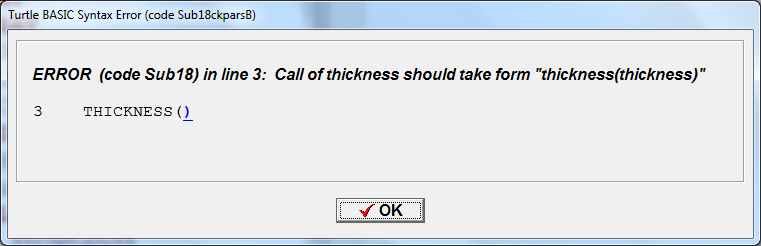 Turtle BASIC Syntax Error (code Sub18ckparsB)
ERROR  (code Sub18) in line 3:  Call of thickness should take form "thickness(thickness)"
3    THICKNESS()
OK